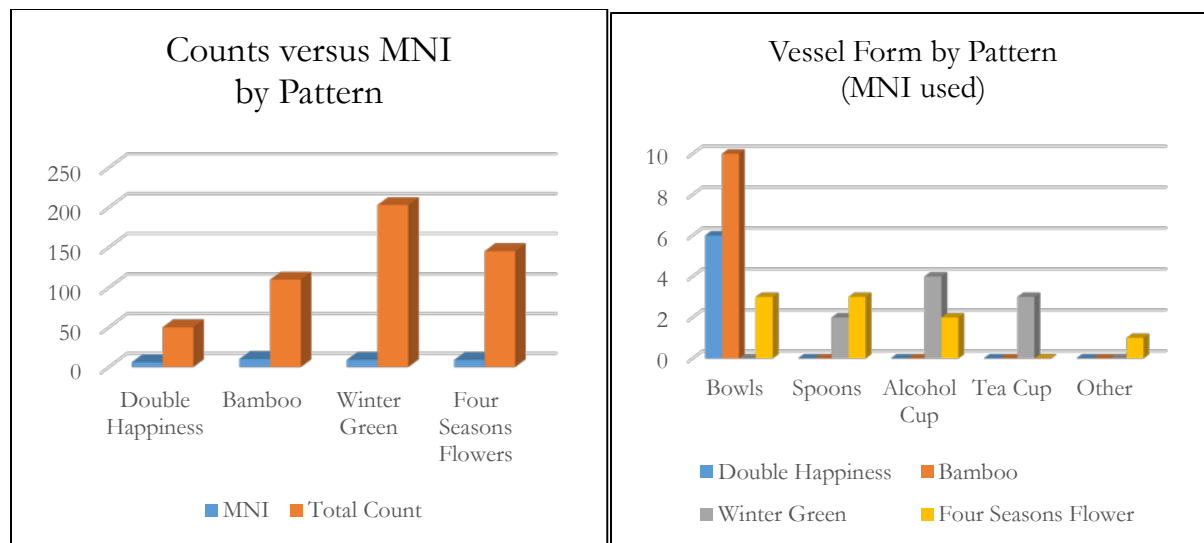 Counts versus MNI
by Pattern
250
200
150
100
50
0
Double
Happiness
Bamboo
Winter
Green
Four
Seasons
Flowers
MNI
Total Count
Vessel Form by Pattern
(MNI used)
10
8
6
4
2
0
Bowls
Spoons
Alcohol
Cup
Tea Cup
Other
Double Happiness
Bamboo
Winter Green
Four Seasons Flower